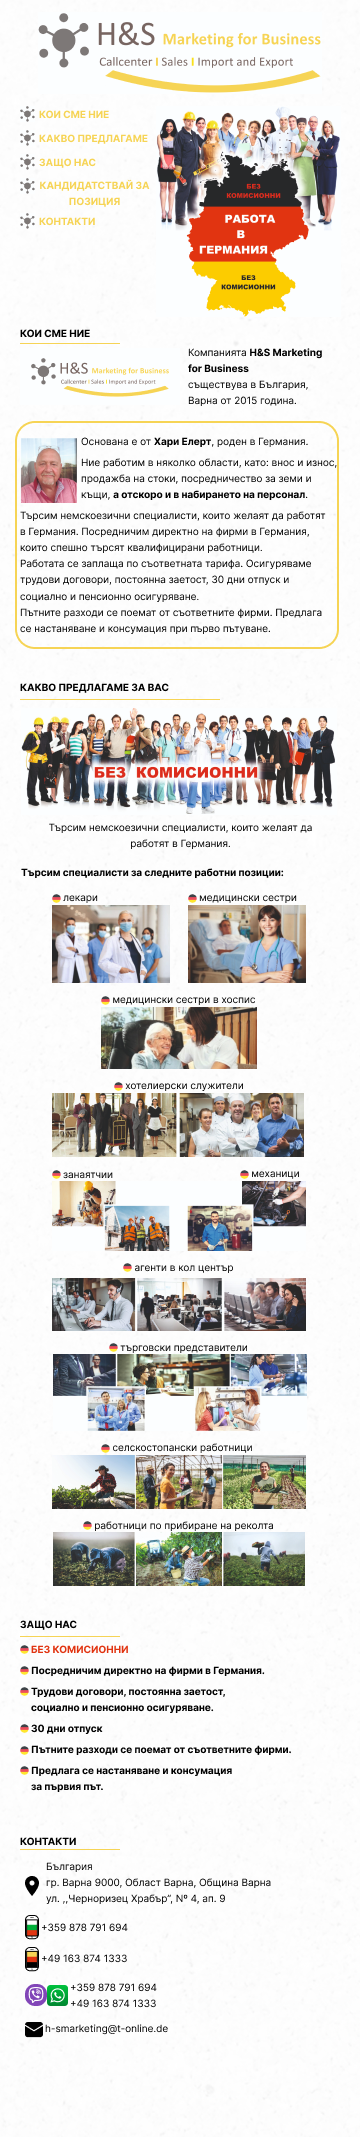 H&S Marketing for Business
Callcenter I Sales I Import and Export
КОИ СМЕ НИЕ
КАКВО ПРЕДЛАГАМЕ
ЗАЩО НАС
КАНДИДАТСТВАЙ ЗА
ПОЗИЦИЯ
КОНТАКТИ
БЕЗ
КОМИСИОННИ
РАБОТА
В
ГЕРМАНИЯ
БЕЗ
КОМИСИОННИ
КОИ СМЕ НИЕ
H&S Marketing for Business
Callcenter I Sales I Import and Export
Компанията H&S Marketing
for Business
съществува в България,
Варна от 2015 година.
Основана е от Хари Елерт, роден в Германия.
Ние работим в няколко области, като: внос и износ,
продажба на стоки, посредничество за земи и
къщи, а отскоро и в набирането на персонал.
Търсим немскоезични специалисти, които желаят да работят
в Германия. Посредничим директно на фирми в Германия,
които спешно търсят квалифицирани работници.
Работата се заплаща по съответната тарифа. Осигуряваме
трудови договори, постоянна заетост, 30 дни отпуск и
социално и пенсионно осигуряване.
Пътните разходи се поемат от съответните фирми. Предлага
се настаняване и консумация при първо пътуване.
КАКВО ПРЕДЛАГАМЕ ЗА ВАС
БЕЗ КОМИСИОННИ
Търсим немскоезични специалисти, които желаят да
работят в Германия.
Търсим специалисти за следните работни позиции:
лекари
медицински сестри
медицински сестри в хоспис
хотелиерски служители
занаятчии
механици
агенти в кол център
търговски представители
селскостопански работници
работници по прибиране на реколта
ЗАЩО НАС
БЕЗ КОМИСИОННИ
Посредничим директно на фирми в Германия.
Трудови договори, постоянна заетост,
социално и пенсионно осигуряване.
30 дни отпуск
Пътните разходи се поемат от съответните фирми.
Предлага се настаняване и консумация
за първия път.
КОНТАКТИ
България
гр. Варна 9000, Област Варна, Община Варна
ул. ,,Черноризец Храбър”, № 4, ап. 9
+359 878 791 694
+49 163 874 1333
+359 878 791 694
+49 163 874 1333
h-smarketing@t-online.de